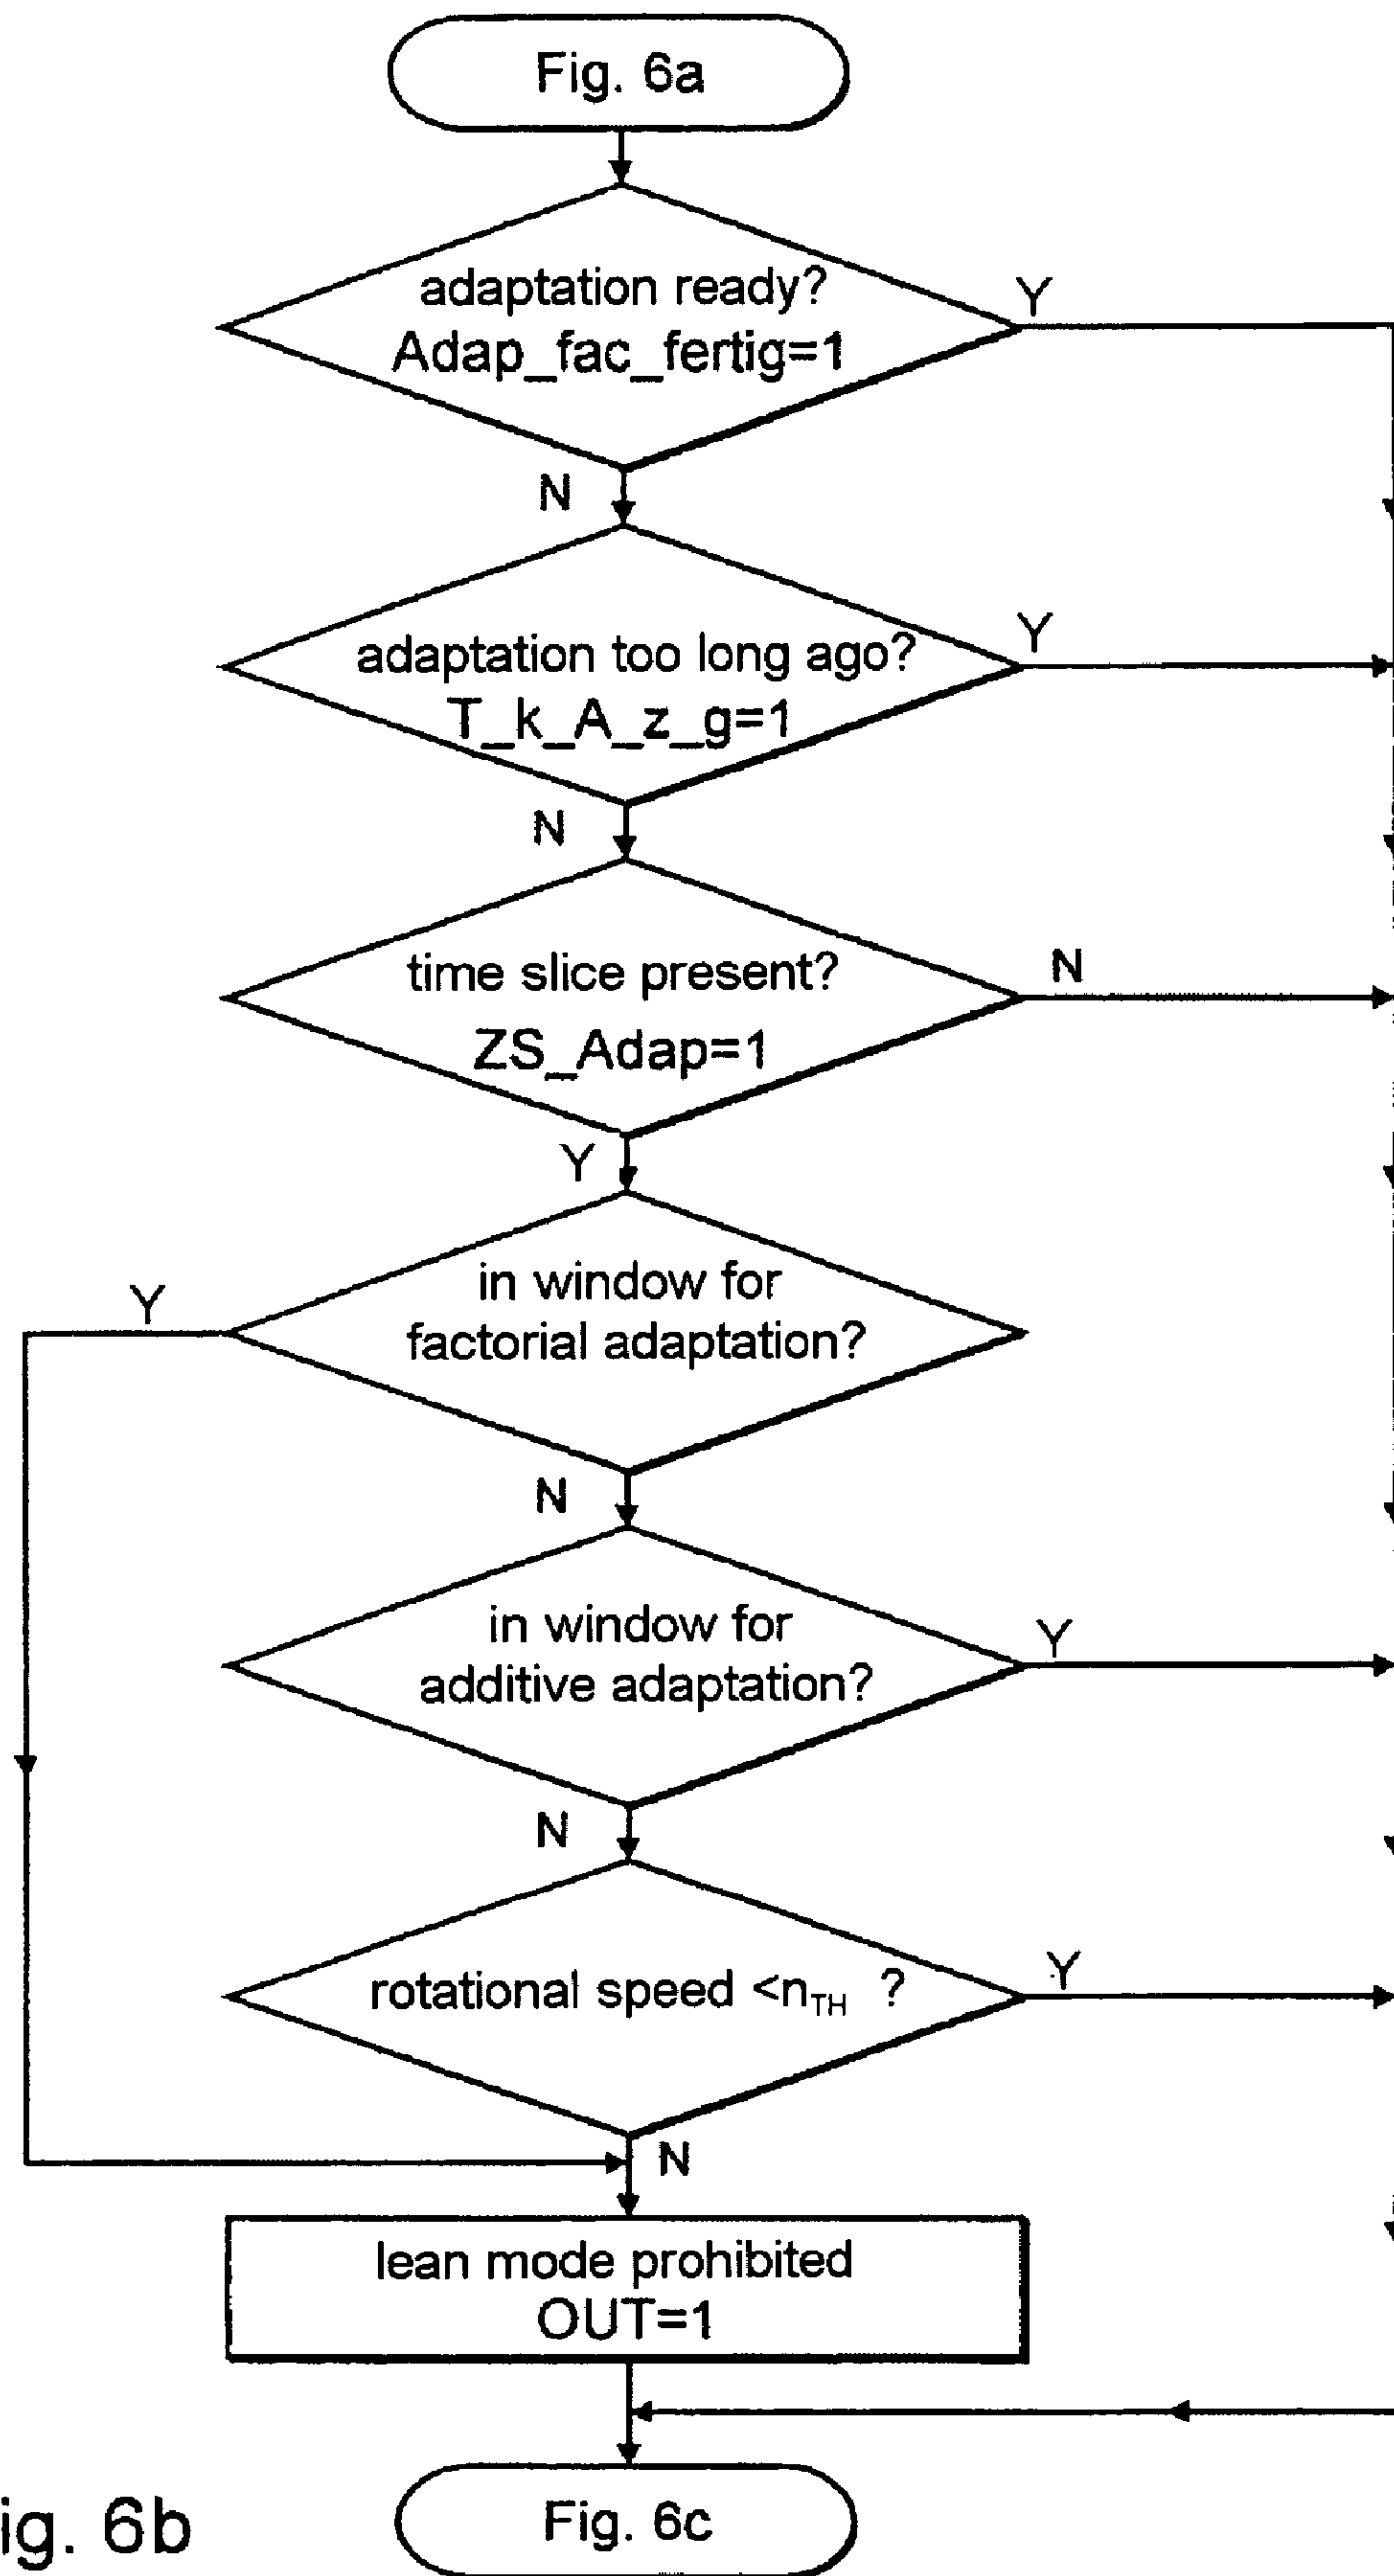 Fig. 6a
adaptation ready?
Adap_fac_fertig=1
Y
N
adaptation too long ago?
T_k_A_z_g=1
Y
N
time slice present?
ZS_Adap=1
N
Y
in window for
factorial adaptation?
Y
N
in window for
additive adaptation?
Y
N
rotational speed <nTH ?
Y
N
lean mode prohibited
OUT=1
Fig. 6c
ig. 6b